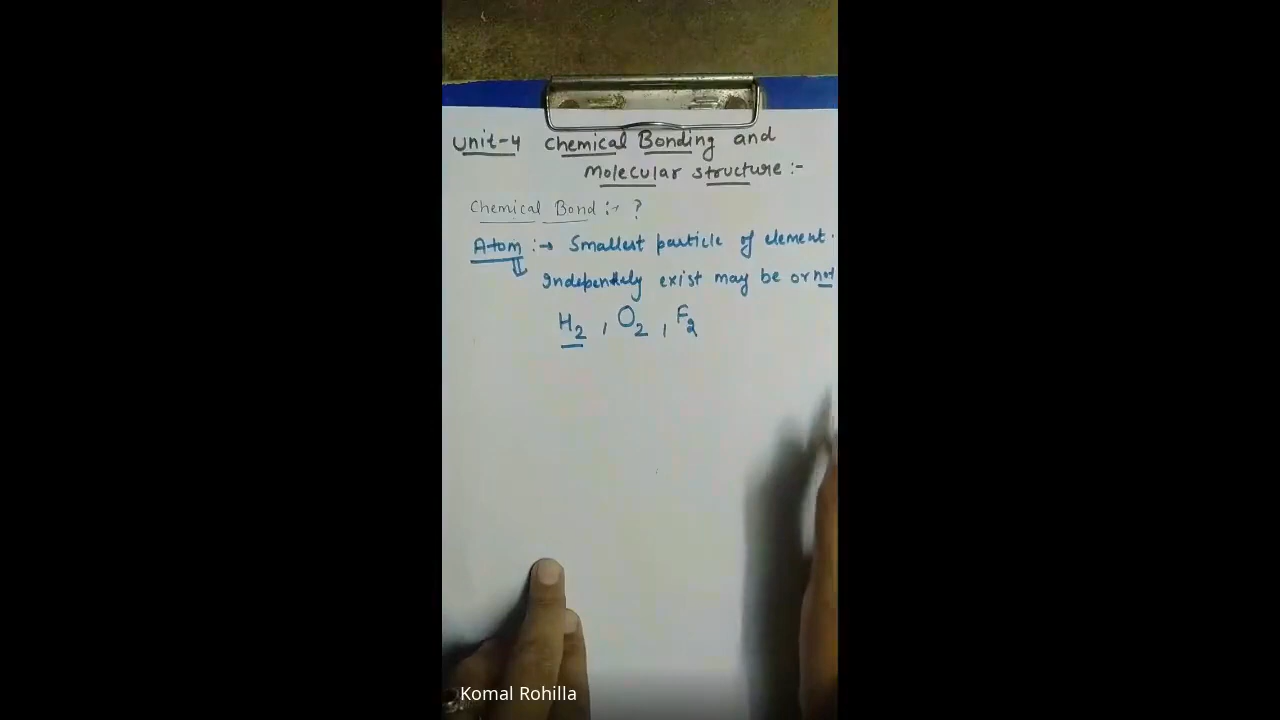 Unit-4 Chemical Bonding and
Molecular structure :-
Chemical Bond :→ ?
Atom :→ Smallest particle of element.
Independently exist may be or not
H₂ , O₂ , F₂
Komal Rohilla